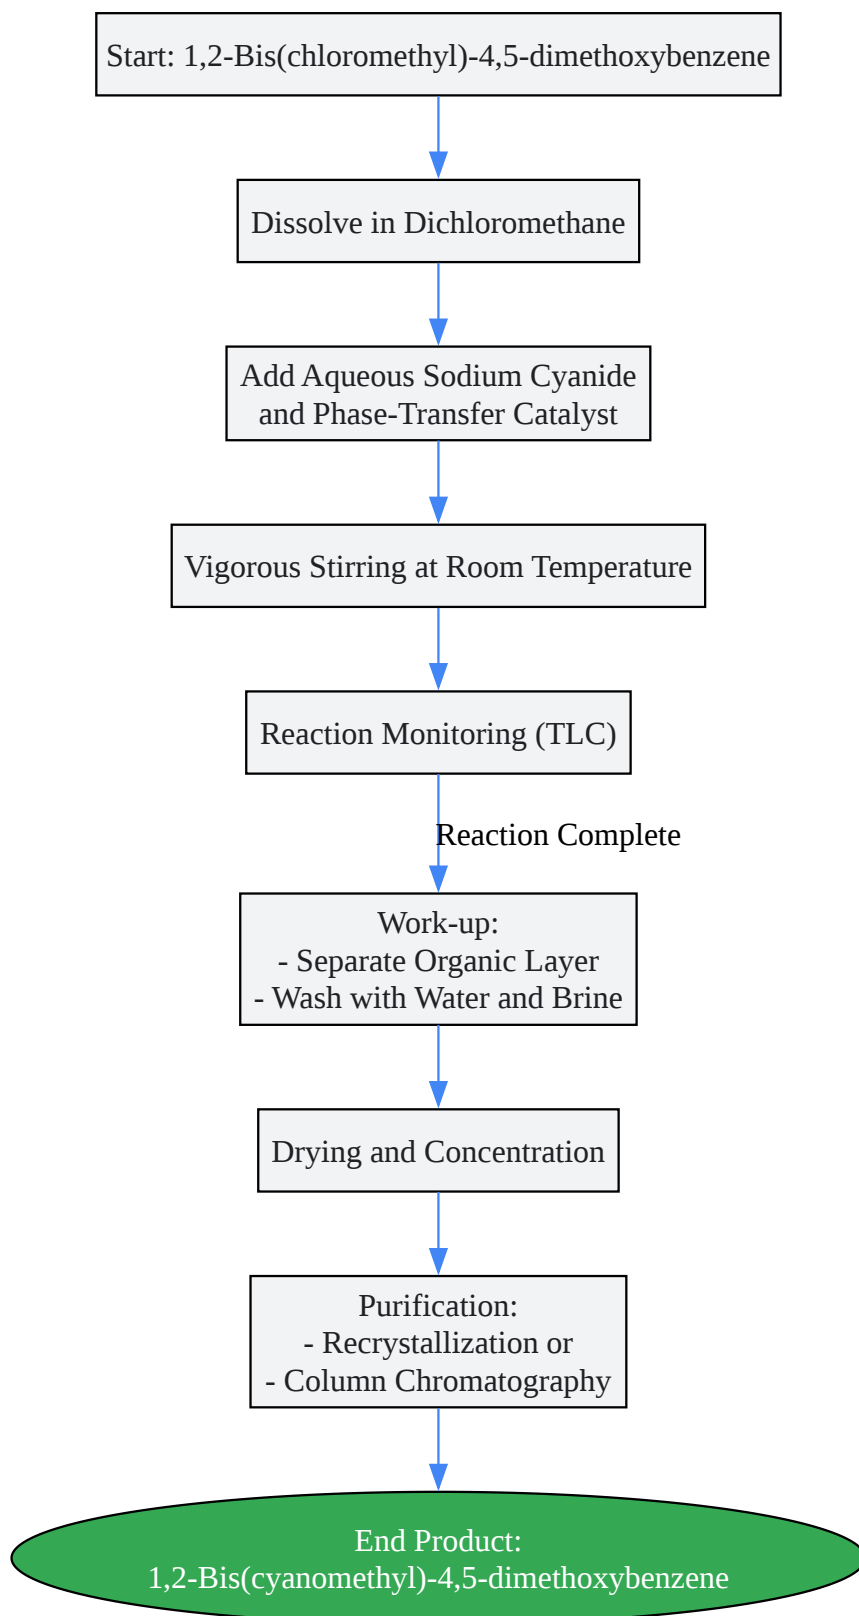 Start: 1,2-Bis(chloromethyl)-4,5-dimethoxybenzene
Dissolve in Dichloromethane
Add Aqueous Sodium Cyanide
and Phase-Transfer Catalyst
Vigorous Stirring at Room Temperature
Reaction Monitoring (TLC)
Reaction Complete
Work-up:
- Separate Organic Layer
- Wash with Water and Brine
Drying and Concentration
Purification:
- Recrystallization or
- Column Chromatography
End Product:
1,2-Bis(cyanomethyl)-4,5-dimethoxybenzene